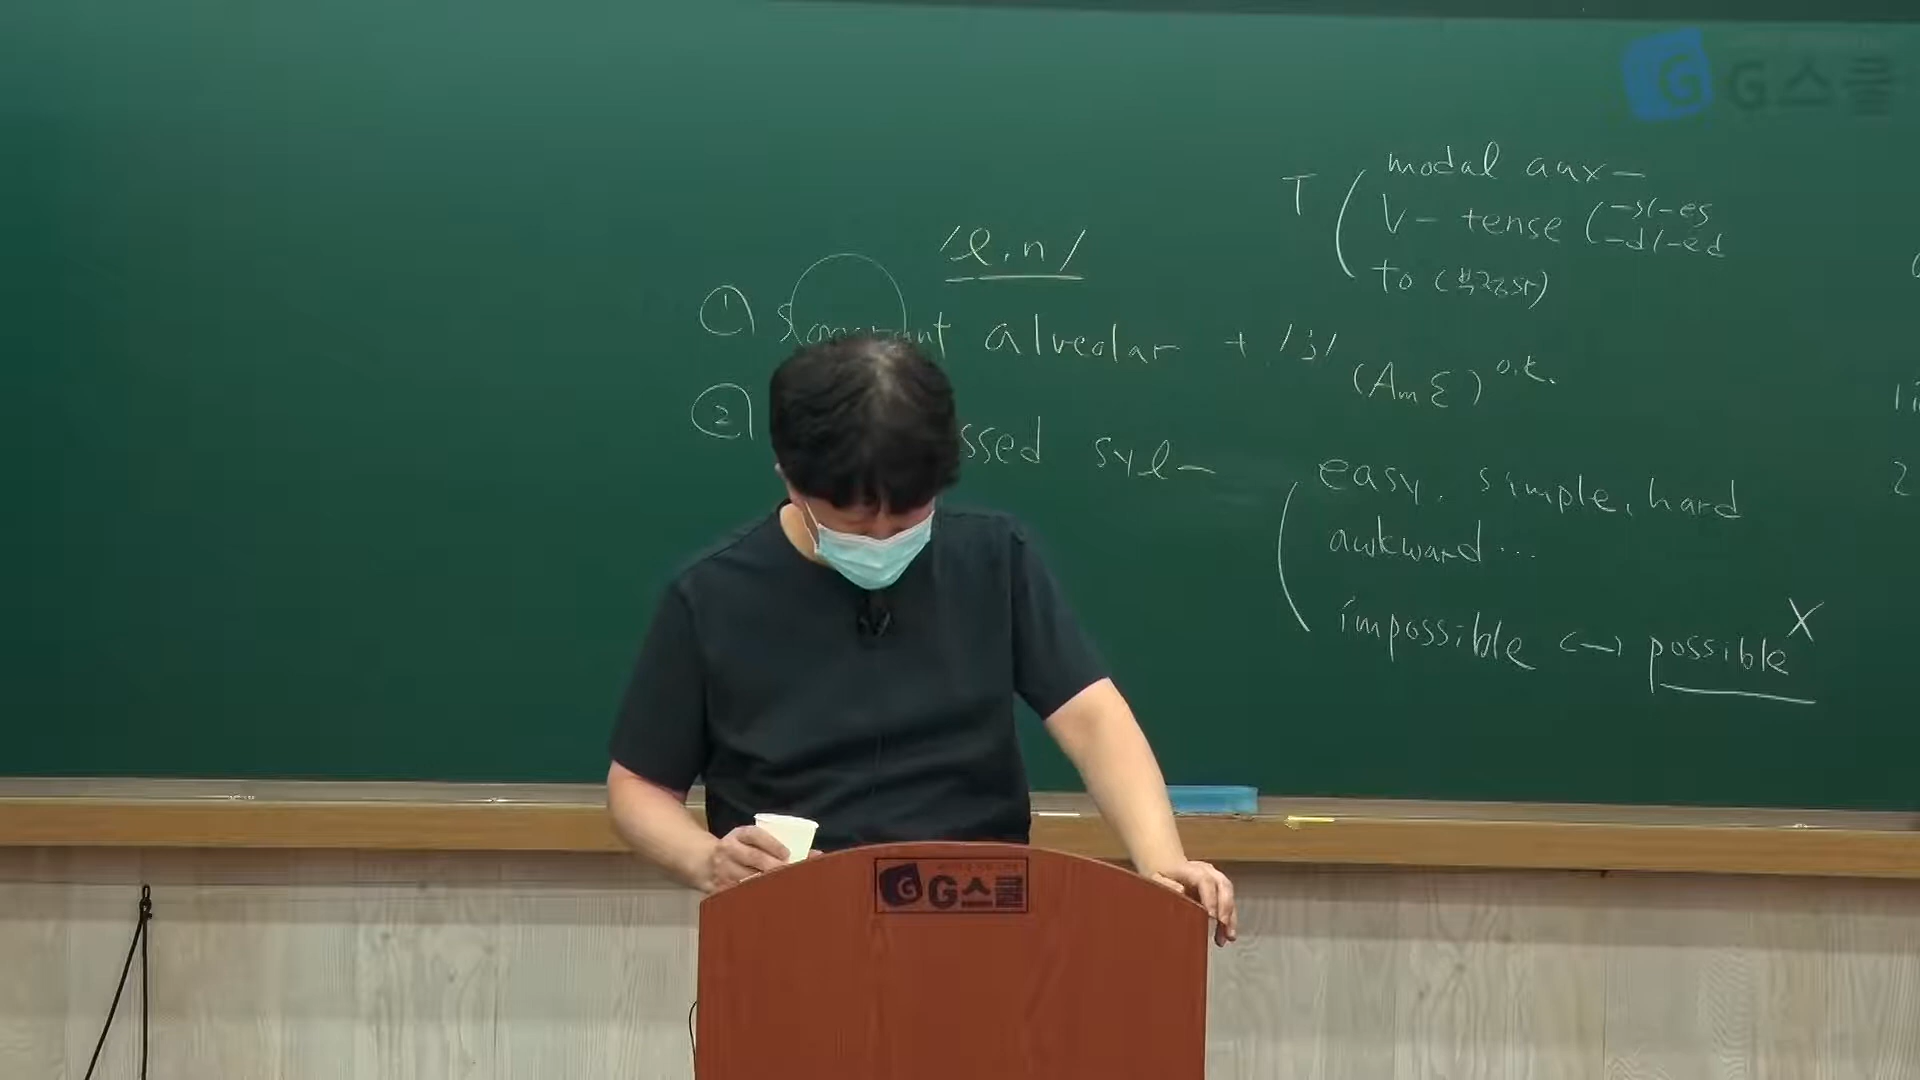 G스쿨
T
modal aux-
V- tense (-s/-es
-d/-ed
to (부정사)
/l, n/
① Sonorant alveolar + /j/
(AmE) o.k.
② ssed syl-
easy, simple, hard
awkward...
impossible ↔ possible X
2
G스쿨